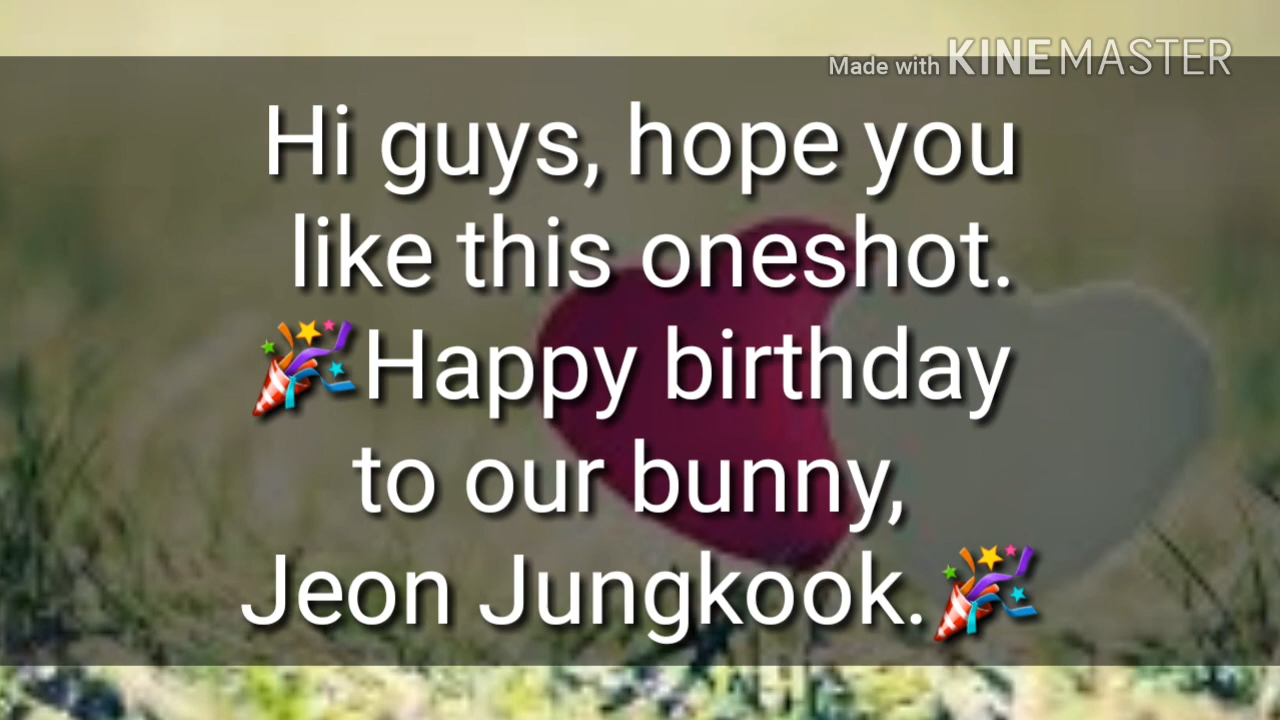 Made with KINEMASTER
Hi guys, hope you
like this oneshot.
🎉Happy birthday
to our bunny,
Jeon Jungkook.🎉